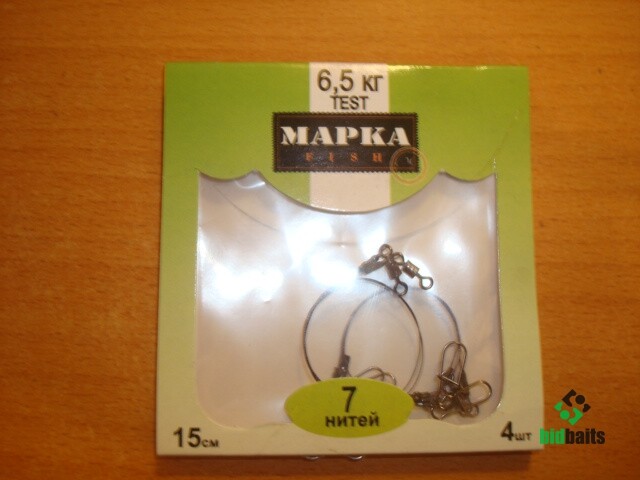 6,5 кг
TEST
МАРКА
FISH
7
нитей
15см
4шт
bidbaits